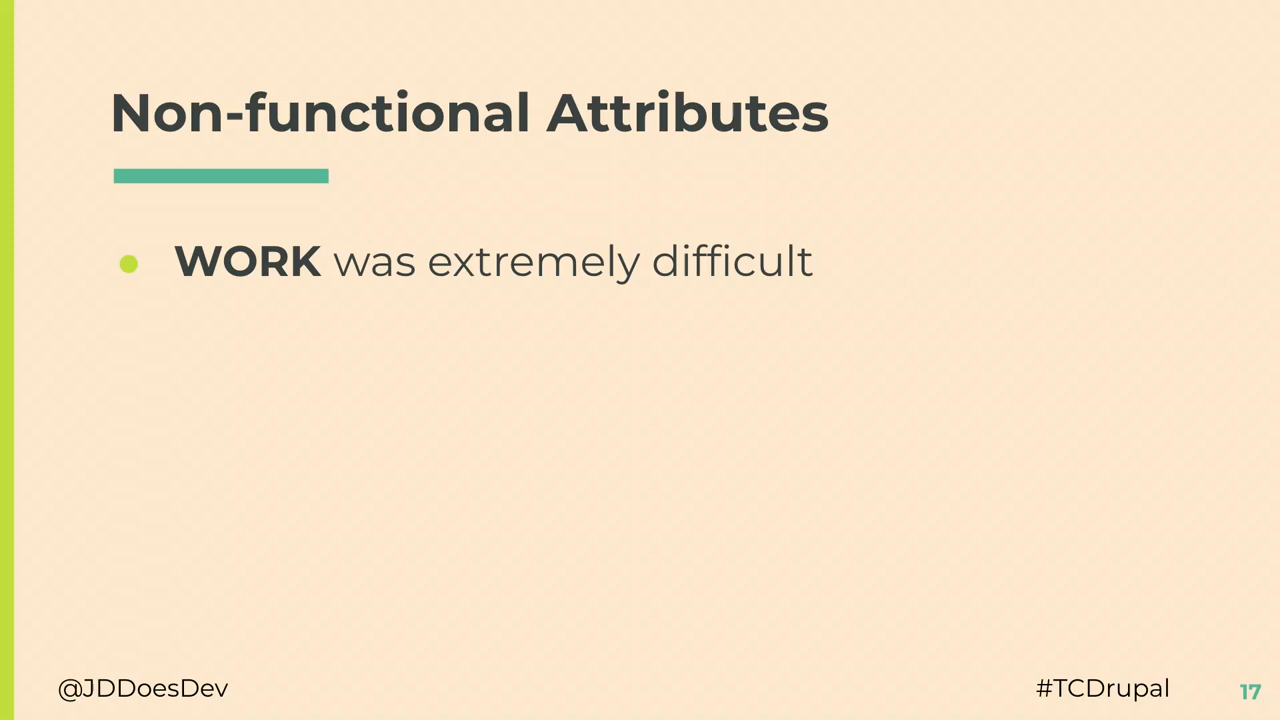 Non-functional Attributes
WORK was extremely difficult
@JDDoesDev
#TCDrupal
17